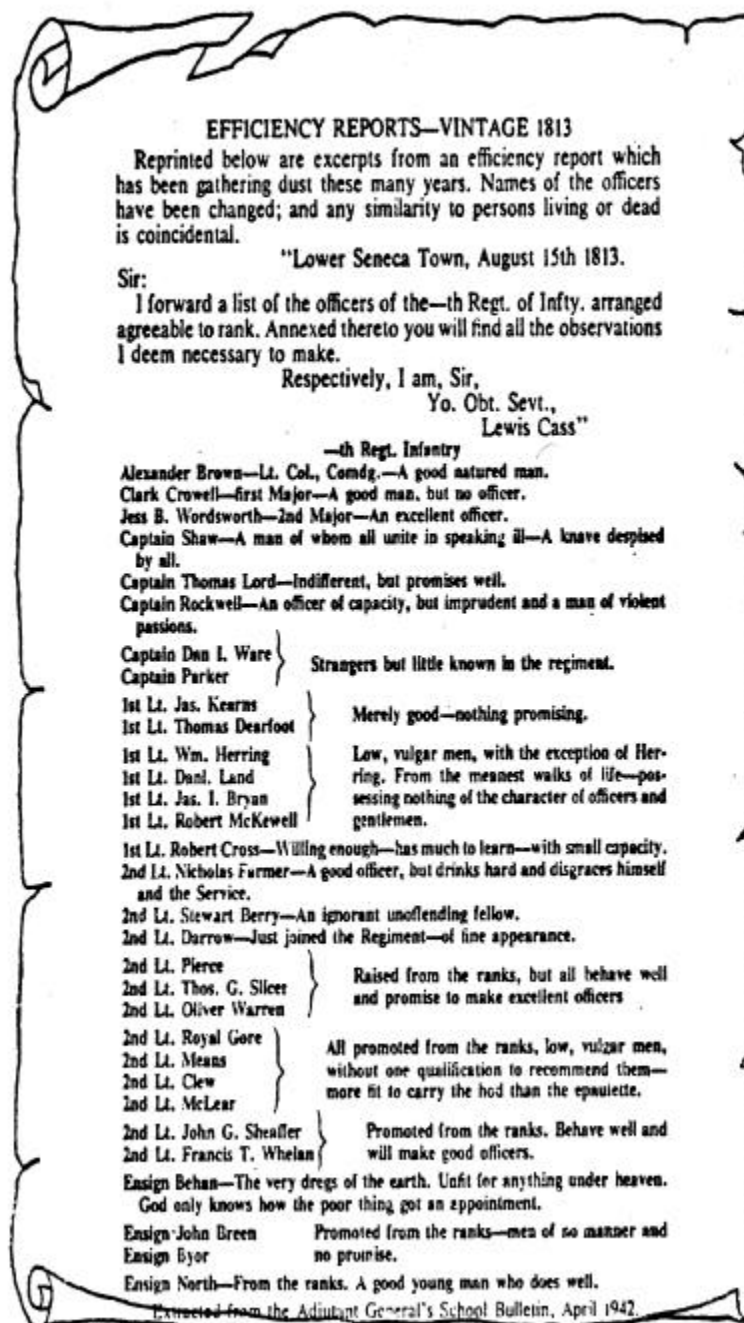 EFFICIENCY REPORTS—VINTAGE 1813
Reprinted below are excerpts from an efficiency report which
has been gathering dust these many years. Names of the officers
have been changed; and any similarity to persons living or dead
is coincidental.
"Lower Seneca Town, August 15th 1813.
Sir:
I forward a list of the officers of the—th Regt. of Infty. arranged
agreeable to rank. Annexed thereto you will find all the observations
I deem necessary to make.
Respectively, I am, Sir,
Yo. Obt. Sevt.,
Lewis Cass"
—th Regt. Infantry
Alexander Brown—Lt. Col., Comdg.—A good natured man.
Clark Crowell—first Major—A good man, but no officer.
Jess B. Wordsworth—2nd Major—An excellent officer.
Captain Shaw—A man of whom all unite in speaking ill—A knave despised
by all.
Captain Thomas Lord—Indifferent, but promises well.
Captain Rockwell—An officer of capacity, but imprudent and a man of violent
passions.
Captain Dan I. Ware
Captain Parker
Strangers but little known in the regiment.
1st Lt. Jas. Kearns
1st Lt. Thomas Dearfoot
Merely good—nothing promising.
1st Lt. Wm. Herring
1st Lt. Danl. Land
1st Lt. Jas. I. Bryan
1st Lt. Robert McKewell
Low, vulgar men, with the exception of Her-
ring. From the meanest walks of life—pos-
sessing nothing of the character of officers and
gentlemen.
1st Lt. Robert Cross—Willing enough—has much to learn—with small capacity.
2nd Lt. Nicholas Farmer—A good officer, but drinks hard and disgraces himself
and the Service.
2nd Lt. Stewart Berry—An ignorant unoffending fellow.
2nd Lt. Darrow—Just joined the Regiment—of fine appearance.
2nd Lt. Pierce
2nd Lt. Thos. G. Slicer
2nd Lt. Oliver Warren
Raised from the ranks, but all behave well
and promise to make excellent officers
2nd Lt. Royal Gore
2nd Lt. Means
2nd Lt. Clew
2nd Lt. McLear
All promoted from the ranks, low, vulgar men,
without one qualification to recommend them—
more fit to carry the hod than the epaulette.
2nd Lt. John G. Sheaffer
2nd Lt. Francis T. Whelan
Promoted from the ranks. Behave well and
will make good officers.
Ensign Behan—The very dregs of the earth. Unfit for anything under heaven.
God only knows how the poor thing got an appointment.
Ensign John Breen
Ensign Byor
Promoted from the ranks—men of no manner and
no promise.
Ensign North—From the ranks. A good young man who does well.
Extracted from the Adjutant General's School Bulletin, April 1942.